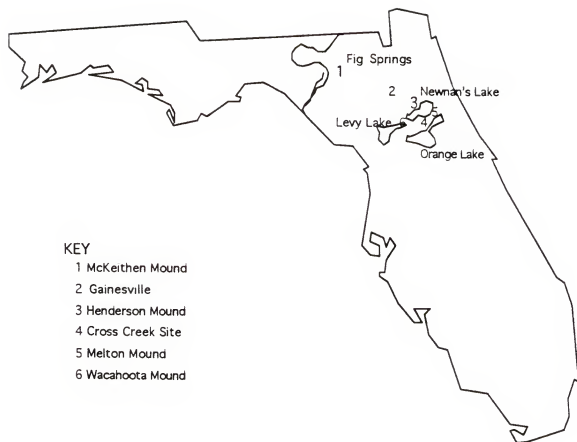 Fig Springs
1
2
Newnan's Lake
3
5
Levy Lake
6
4
Orange Lake
KEY
1 McKeithen Mound
2 Gainesville
3 Henderson Mound
4 Cross Creek Site
5 Melton Mound
6 Wacahoota Mound